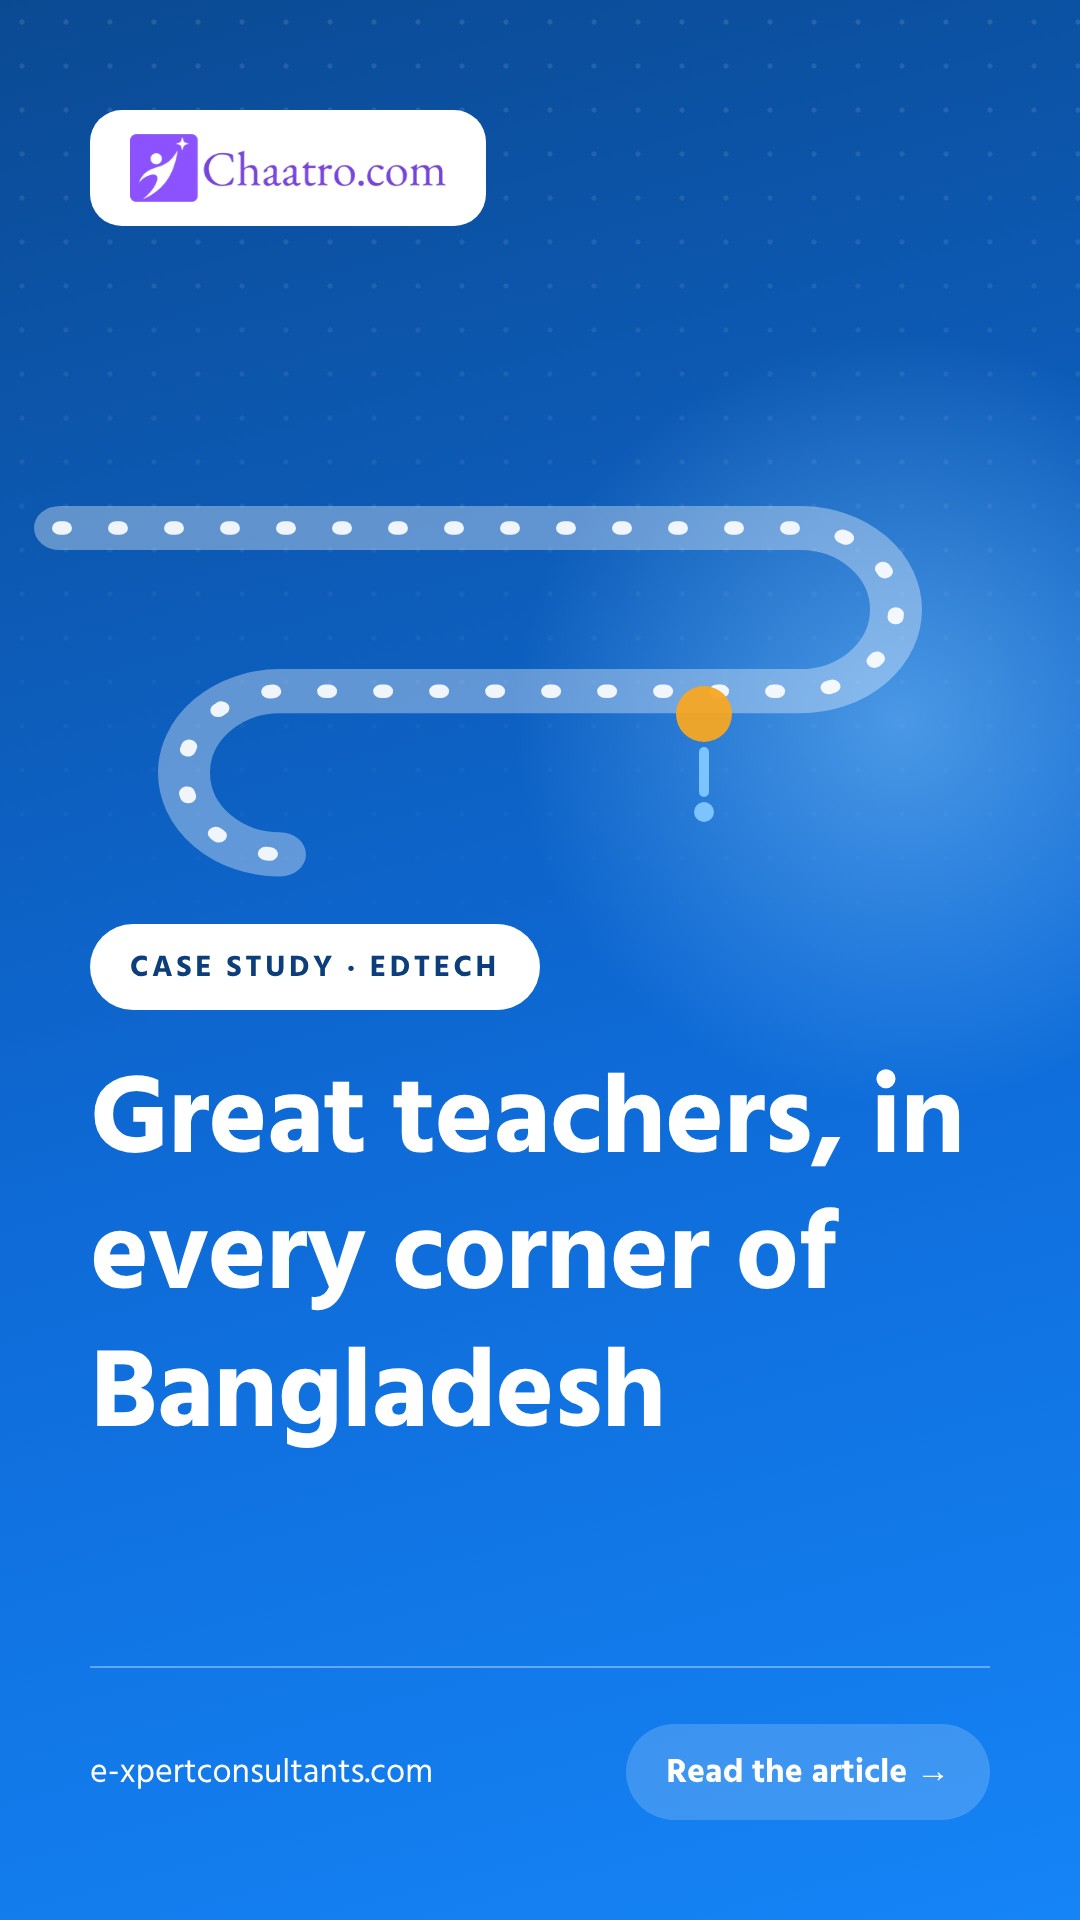 Chaatro.com
CASE STUDY · EDTECH
Great teachers, in
every corner of
Bangladesh
e-xpertconsultants.com
Read the article →